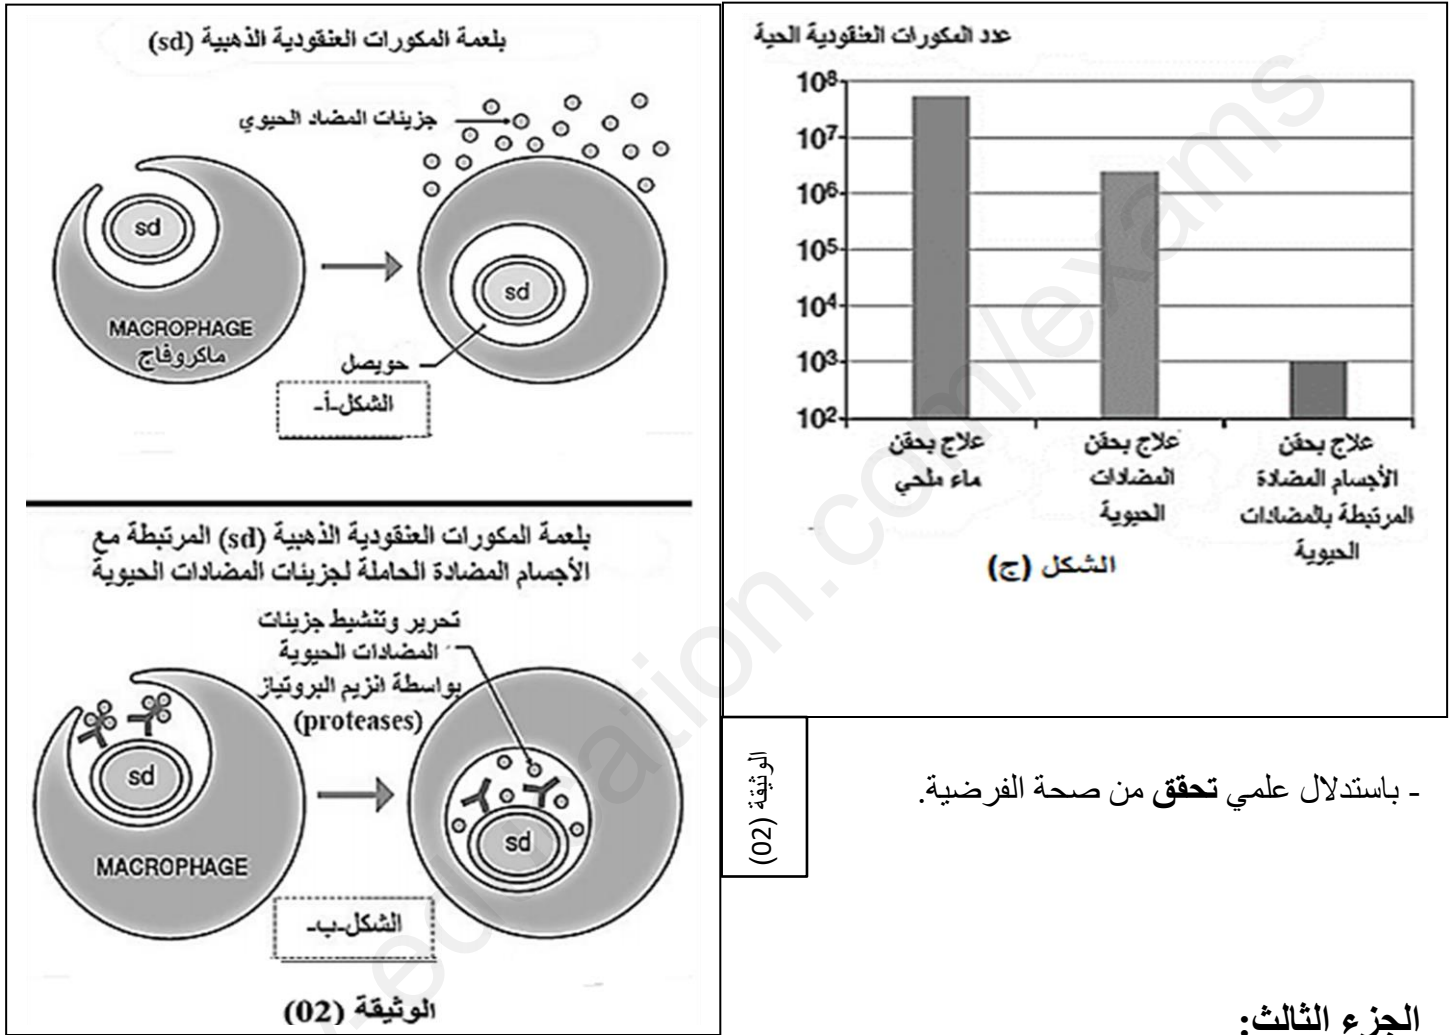 بلعمة المكورات العنقودية الذهبية (sd)
جزيئات المضاد الحيوي
sd
MACROPHAGE
ماكروفاج
sd
حويصل
الشكل-أ-
بلعمة المكورات العنقودية الذهبية (sd) المرتبطة مع
الأجسام المضادة الحاملة لجزيئات المضادات الحيوية
تحرير وتنشيط جزيئات
المضادات الحيوية
بواسطة انزيم البروتياز
(proteases)
sd
MACROPHAGE
sd
الشكل-ب-
الوثيقة (02)
عدد المكورات العنقودية الحية
10⁸
10⁷
10⁶
10⁵
10⁴
10³
10²
علاج بحقن
ماء ملحي
علاج بحقن
المضادات
الحيوية
علاج بحقن
الأجسام المضادة
المرتبطة بالمضادات
الحيوية
الشكل (ج)
الوثيقة (02)
- باستدلال علمي تحقق من صحة الفرضية.
الجزء الثالث: